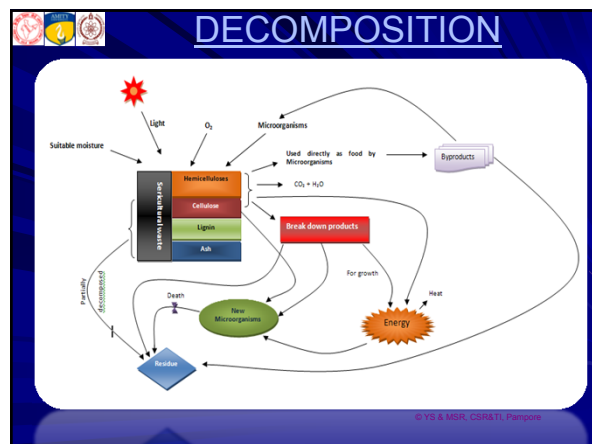 AMITY
DECOMPOSITION
Light
O₂
Microorganisms
Suitable moisture
Used directly as food by
Microorganisms
Byproducts
Sericultural waste
Hemicelluloses
CO₂ + H₂O
Cellulose
Lignin
Ash
Break down products
For growth
Heat
Partially
decomposed
Death
New
Microorganisms
Energy
Residue
© YS & MSR, CSR&TI, Pampore